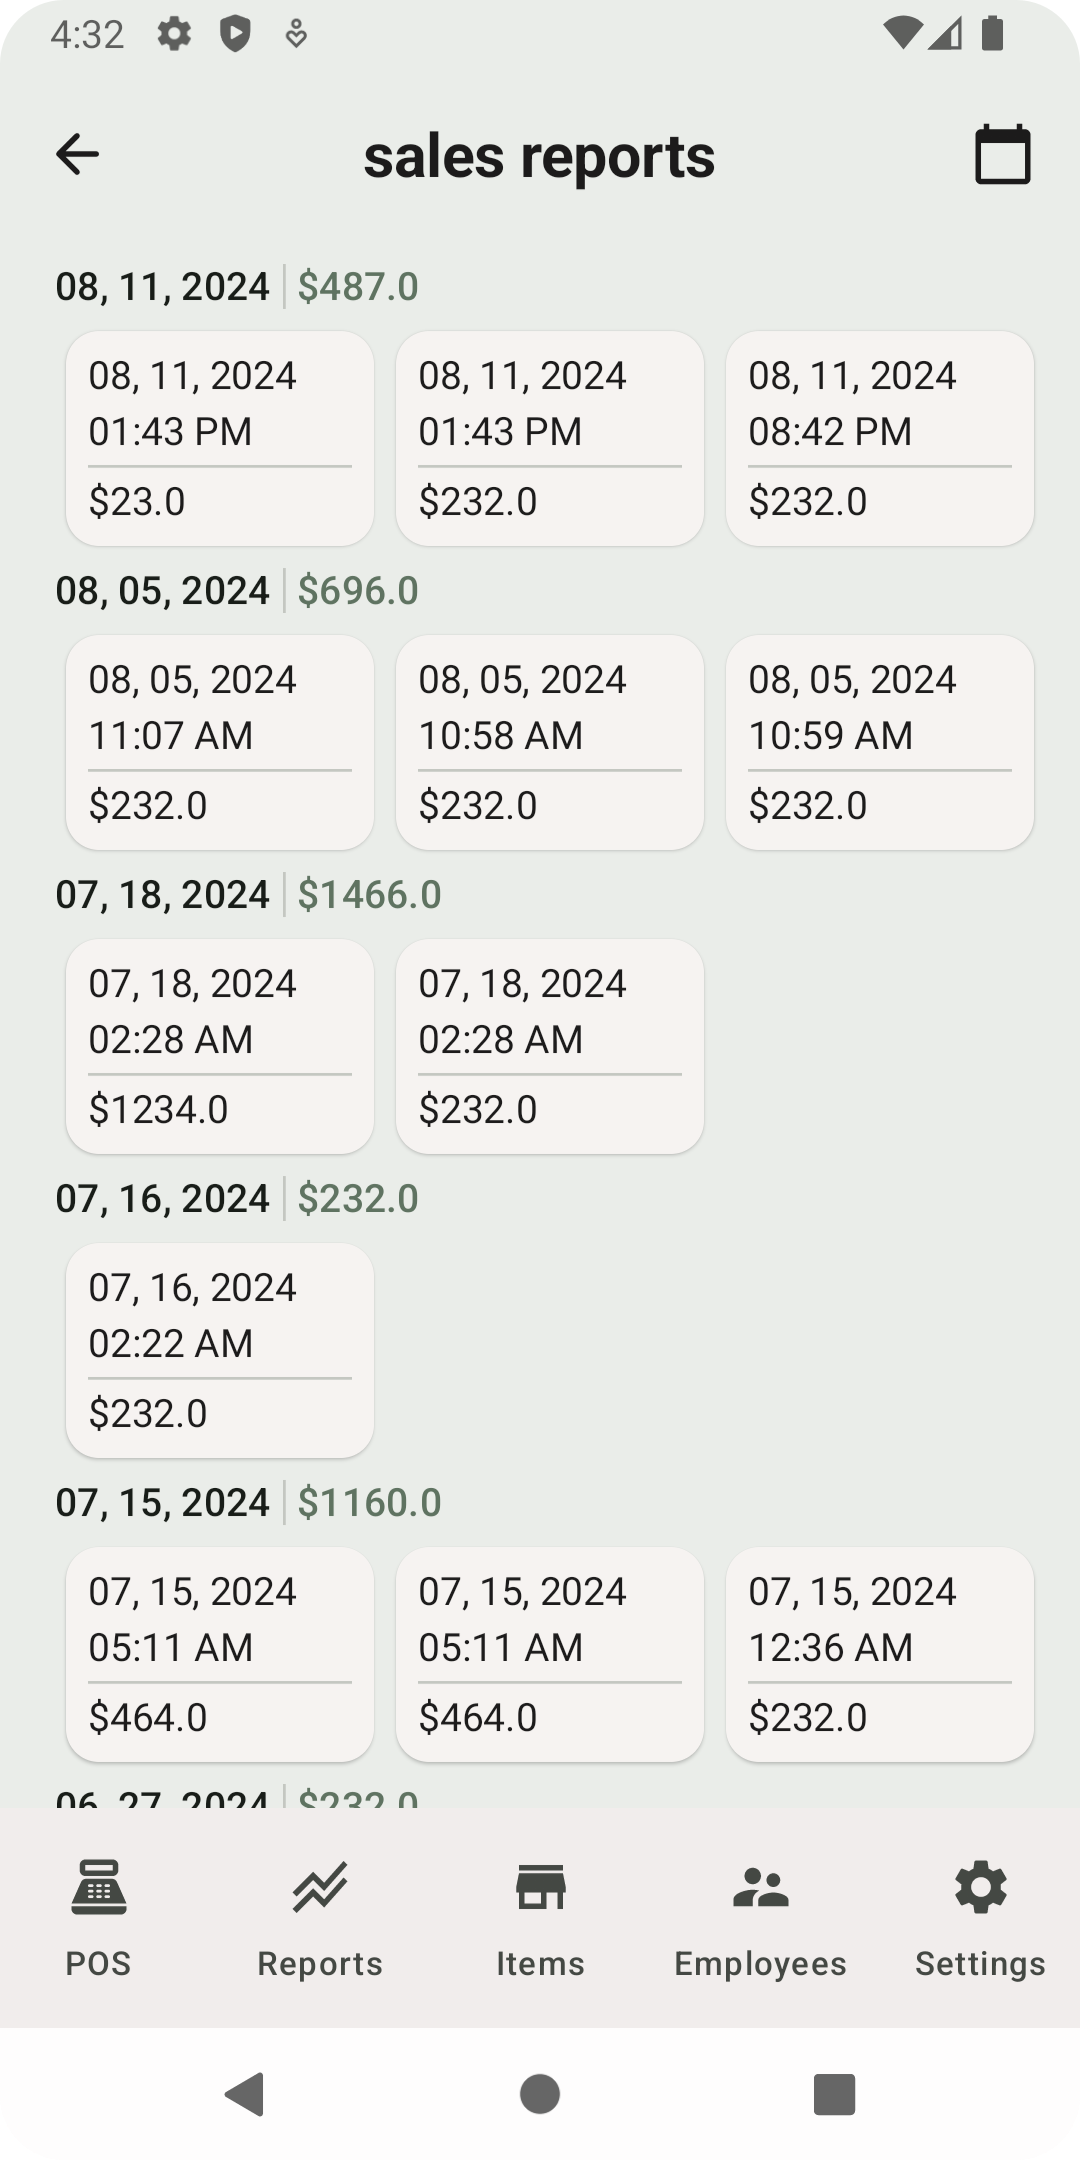 4:32
sales reports
08, 11, 2024 $487.0
08, 11, 2024
01:43 PM
$23.0
08, 11, 2024
01:43 PM
$232.0
08, 11, 2024
08:42 PM
$232.0
08, 05, 2024 $696.0
08, 05, 2024
11:07 AM
$232.0
08, 05, 2024
10:58 AM
$232.0
08, 05, 2024
10:59 AM
$232.0
07, 18, 2024 $1466.0
07, 18, 2024
02:28 AM
$1234.0
07, 18, 2024
02:28 AM
$232.0
07, 16, 2024 $232.0
07, 16, 2024
02:22 AM
$232.0
07, 15, 2024 $1160.0
07, 15, 2024
05:11 AM
$464.0
07, 15, 2024
05:11 AM
$464.0
07, 15, 2024
12:36 AM
$232.0
06, 27, 2024 $232.0
POS
Reports
Items
Employees
Settings